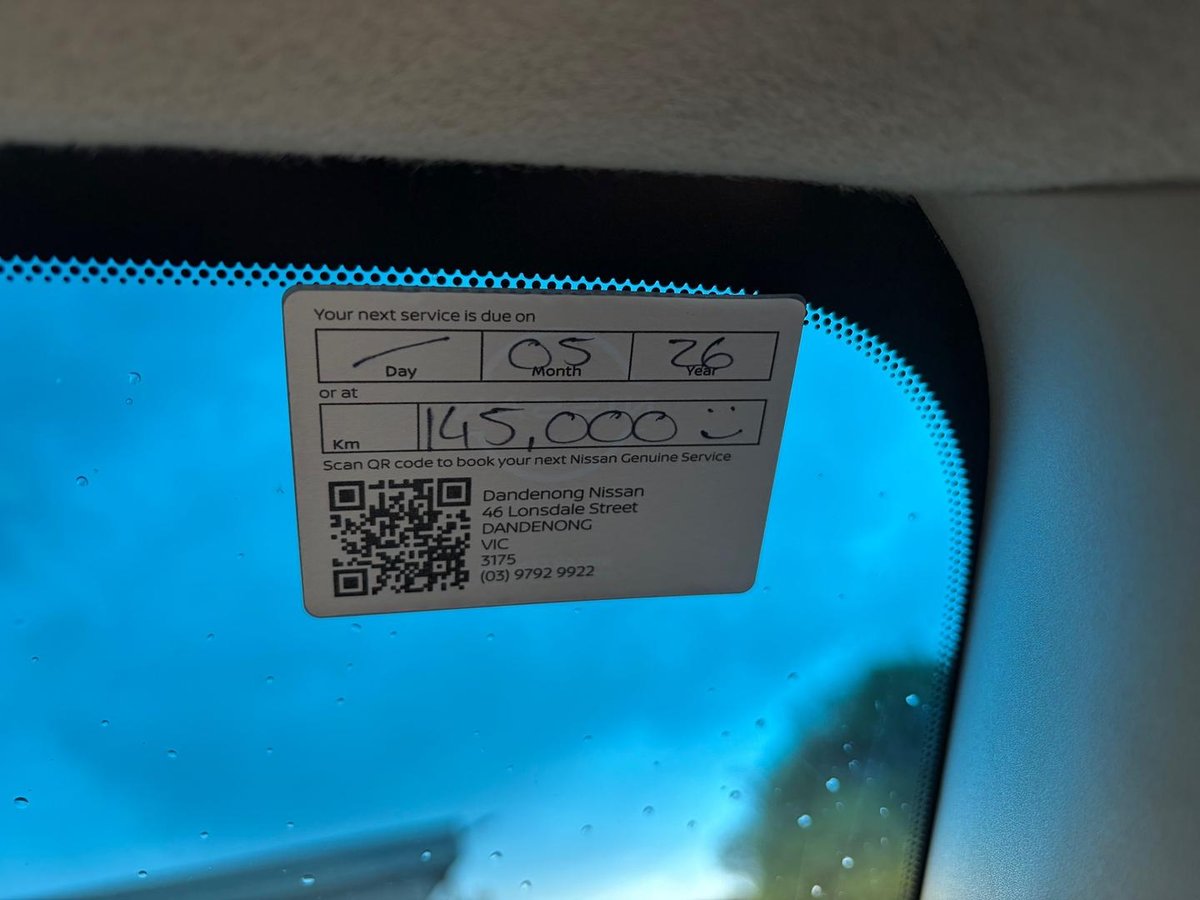 Your next service is due on
/ 05 26
Day Month Year
or at
Km 145,000 :)
Scan QR code to book your next Nissan Genuine Service
Dandenong Nissan
46 Lonsdale Street
DANDENONG
VIC
3175
(03) 9792 9922